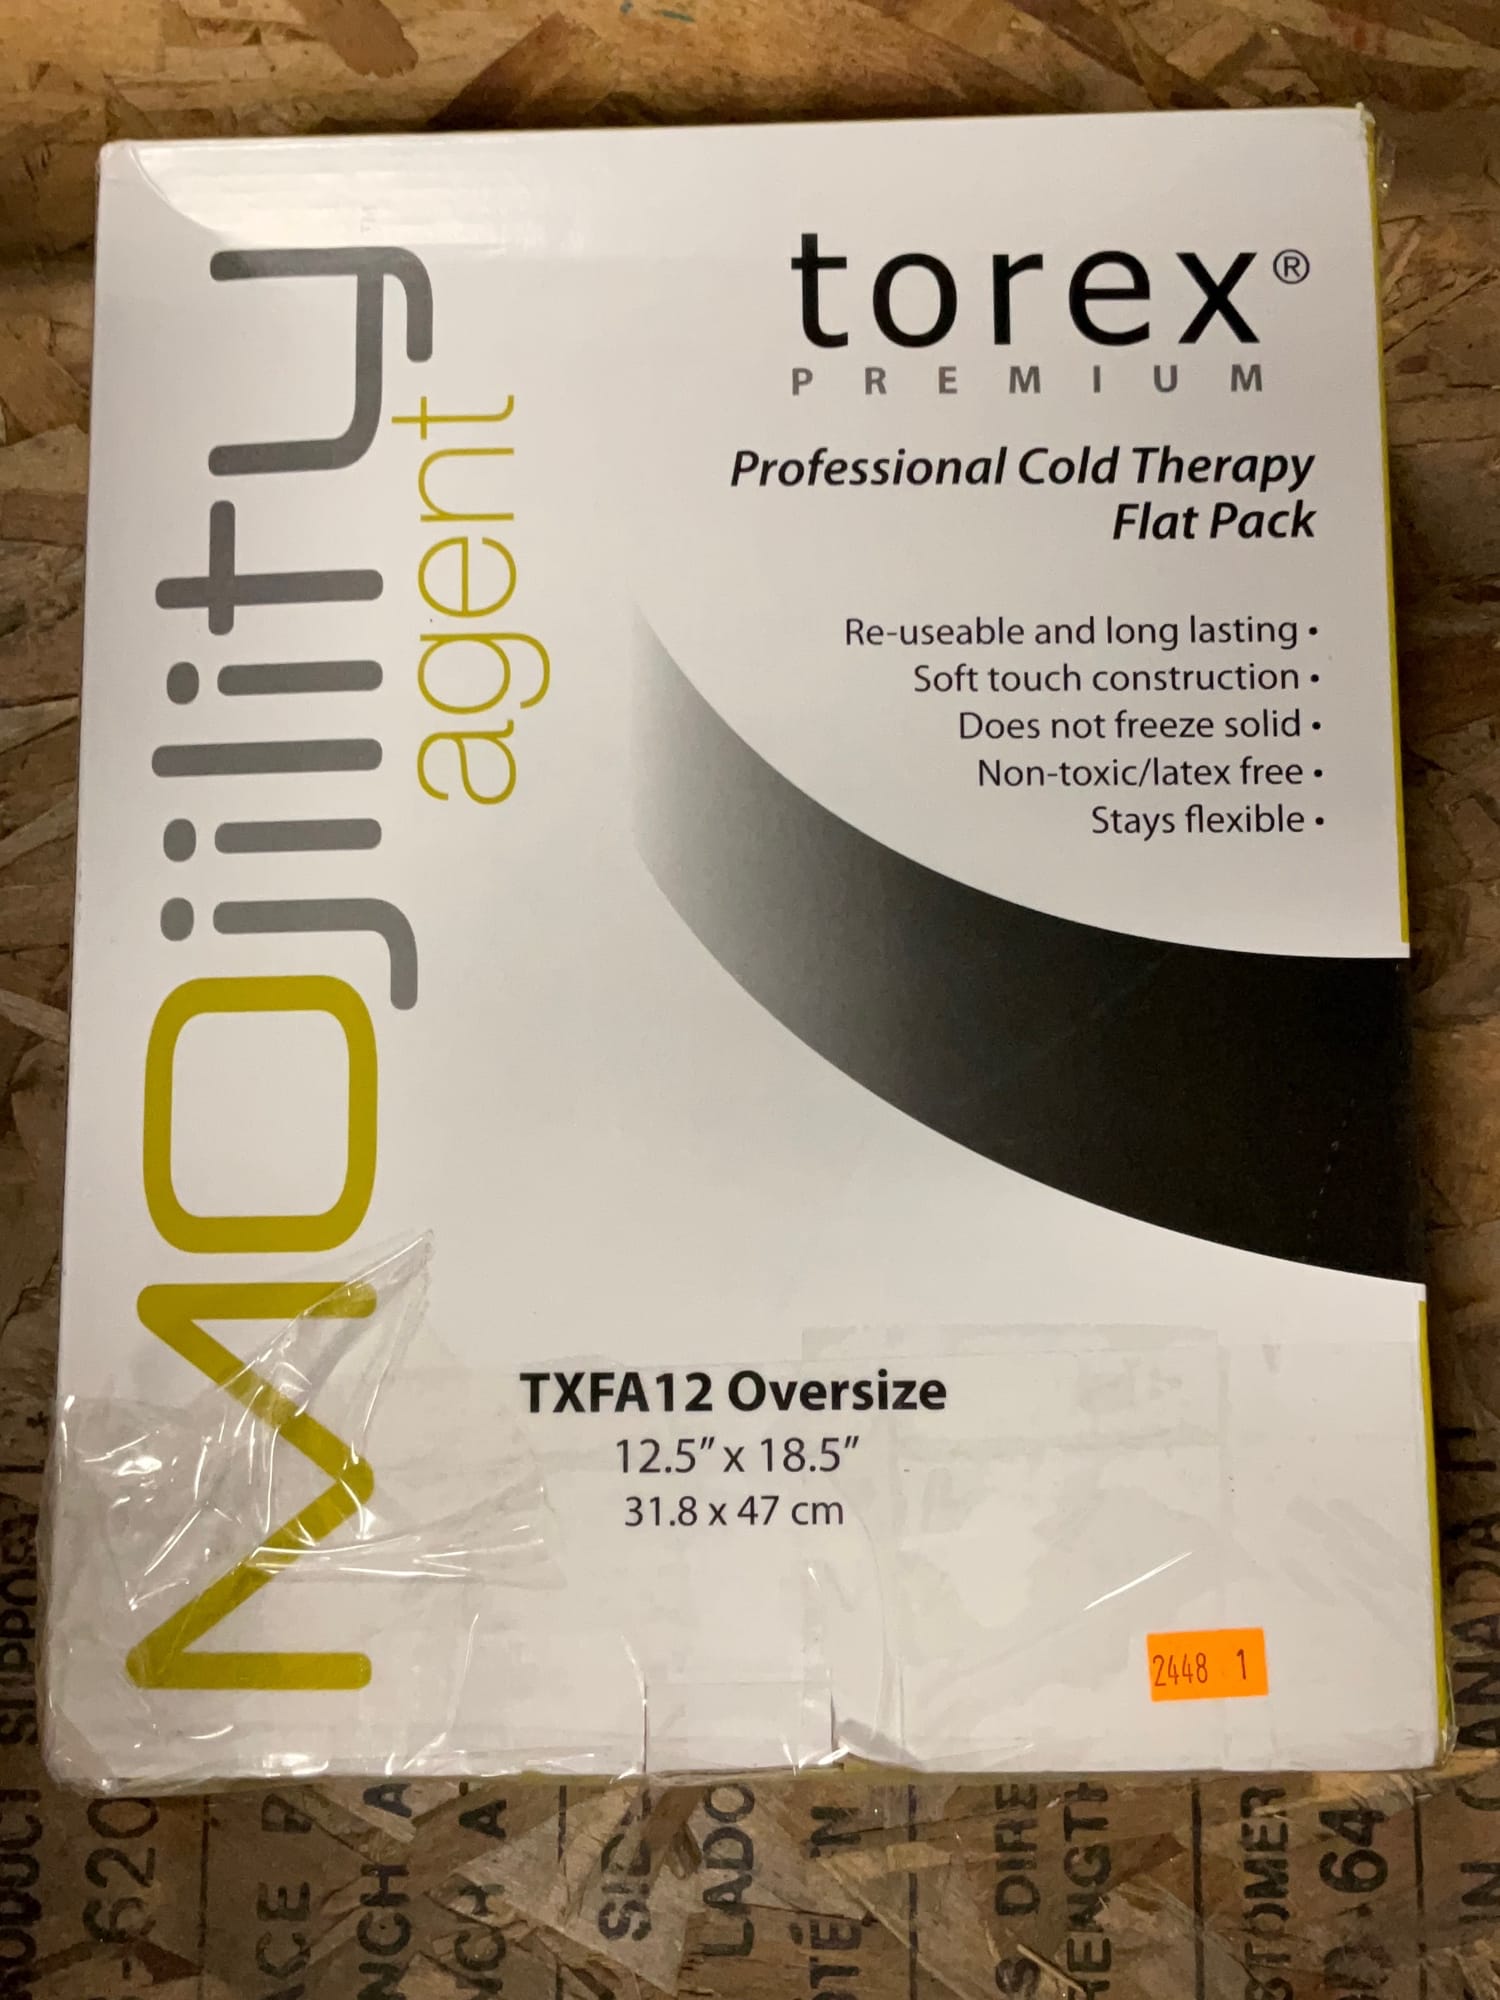 MOjility
agent
torex®
PREMIUM
Professional Cold Therapy
Flat Pack
Re-useable and long lasting •
Soft touch construction •
Does not freeze solid •
Non-toxic/latex free •
Stays flexible •
TXFA12 Oversize
12.5" x 18.5"
31.8 x 47 cm
2448 1